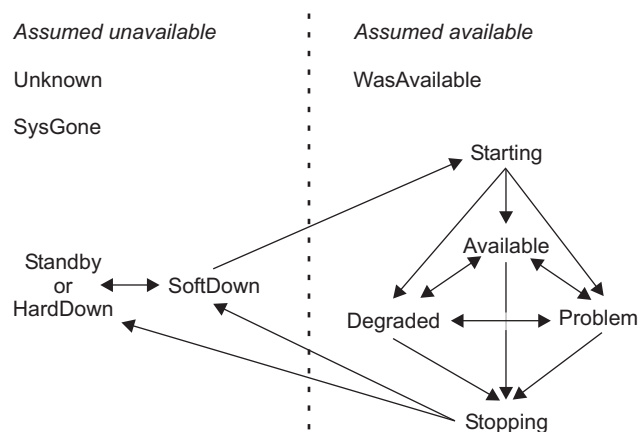 Assumed unavailable
Assumed available
Unknown
WasAvailable
SysGone
Starting
Available
Standby
or
HardDown
SoftDown
Degraded
Problem
Stopping